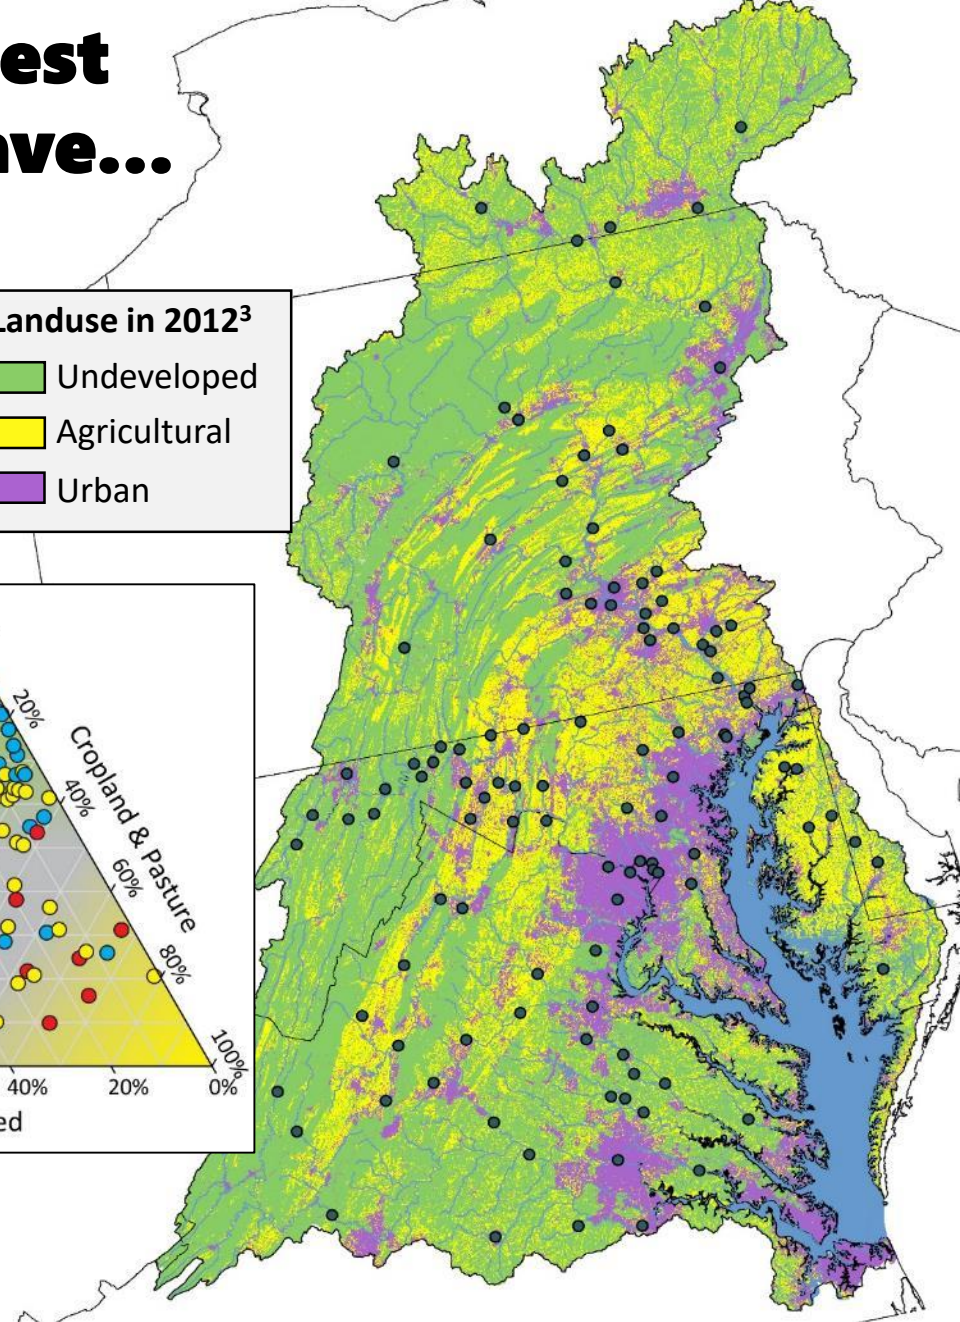 est
ave...
Landuse in 2012³
Undeveloped
Agricultural
Urban
20%
Cropland & Pasture
40%
60%
80%
100%
40%
20%
0%
ed